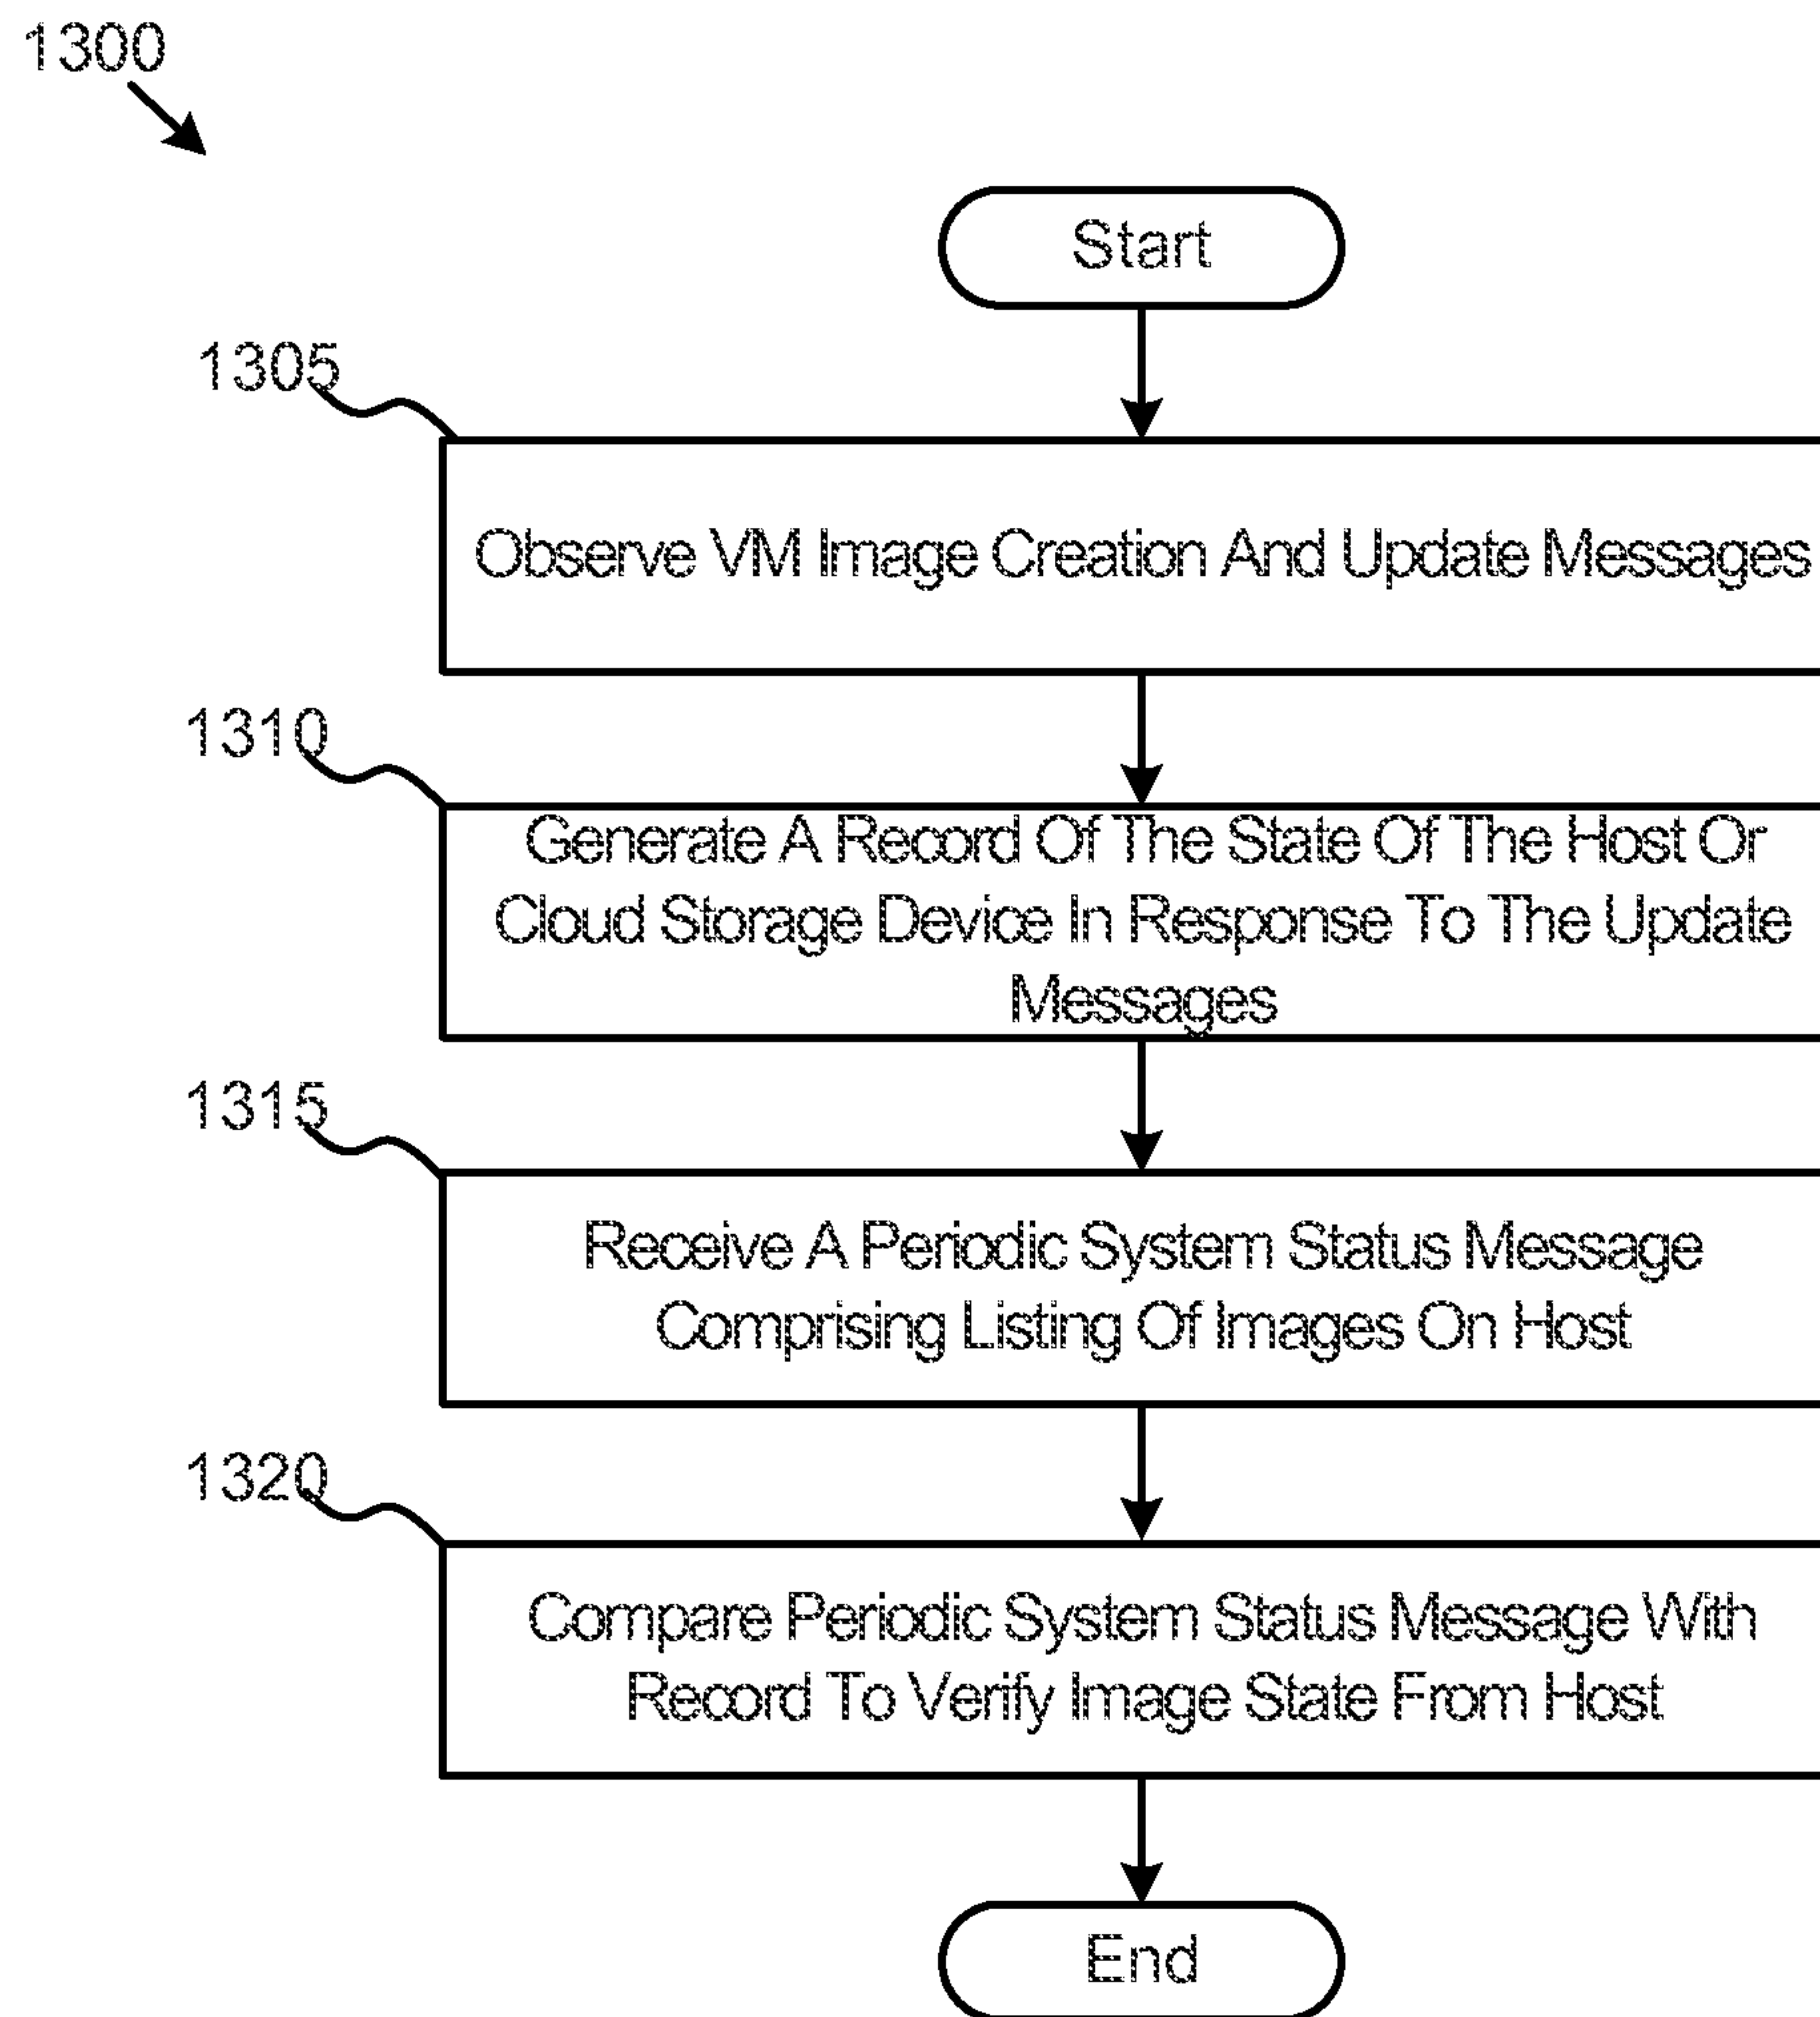 1300
Start
1305
Observe VM Image Creation And Update Messages
1310
Generate A Record Of The State Of The Host Or
Cloud Storage Device In Response To The Update
Messages
1315
Receive A Periodic System Status Message
Comprising Listing Of Images On Host
1320
Compare Periodic System Status Message With
Record To Verify Image State From Host
End